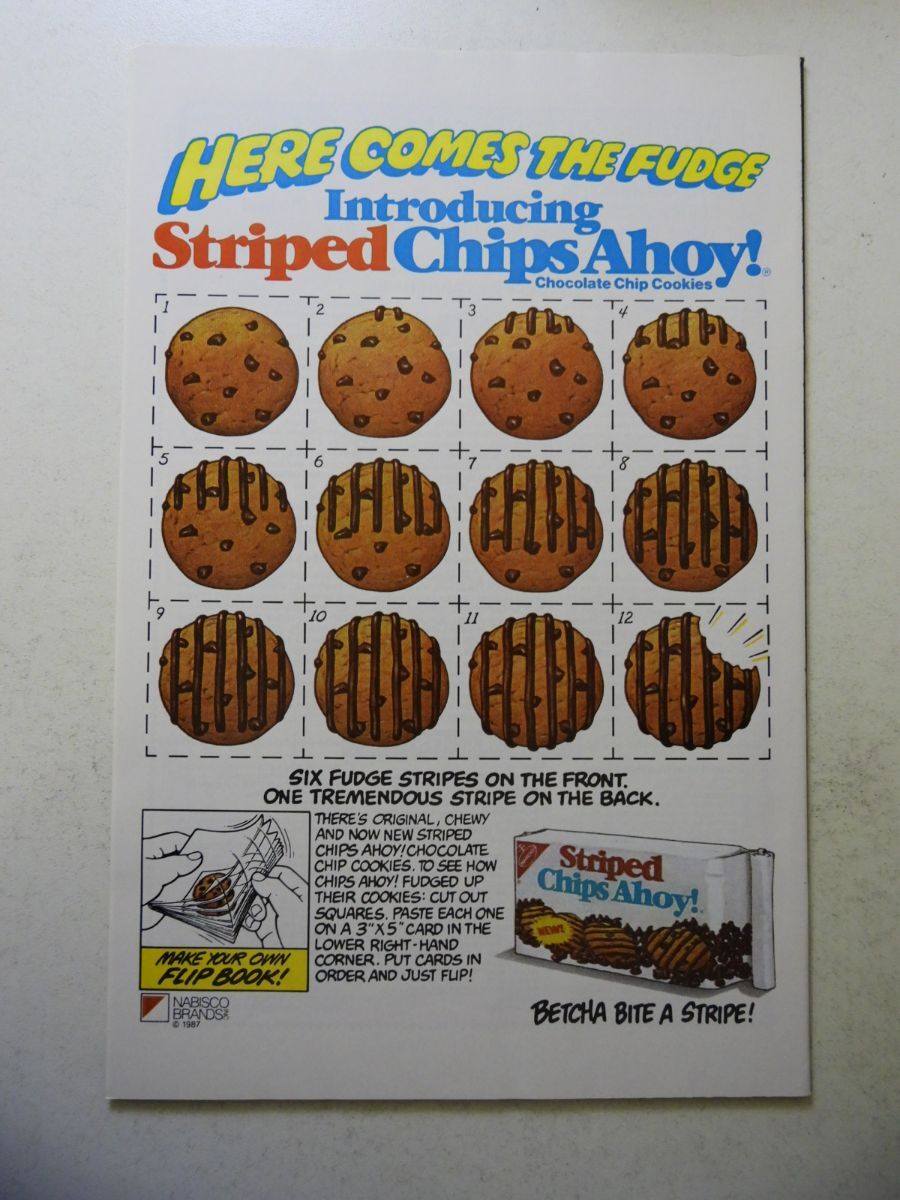 HERE COMES THE FUDGE
Introducing
Striped Chips Ahoy!®
Chocolate Chip Cookies
1
2
3
4
5
6
7
8
9
10
11
12
SIX FUDGE STRIPES ON THE FRONT.
ONE TREMENDOUS STRIPE ON THE BACK.
THERE'S ORIGINAL, CHEWY
AND NOW NEW STRIPED
CHIPS AHOY! CHOCOLATE
CHIP COOKIES. TO SEE HOW
CHIPS AHOY! FUDGED UP
THEIR COOKIES: CUT OUT
SQUARES. PASTE EACH ONE
ON A 3"X5" CARD IN THE
LOWER RIGHT-HAND
CORNER. PUT CARDS IN
ORDER AND JUST FLIP!
MAKE YOUR OWN
FLIP BOOK!
NABISCO
BRANDS INC
© 1987
Striped
Chips Ahoy!
NEW!
BETCHA BITE A STRIPE!